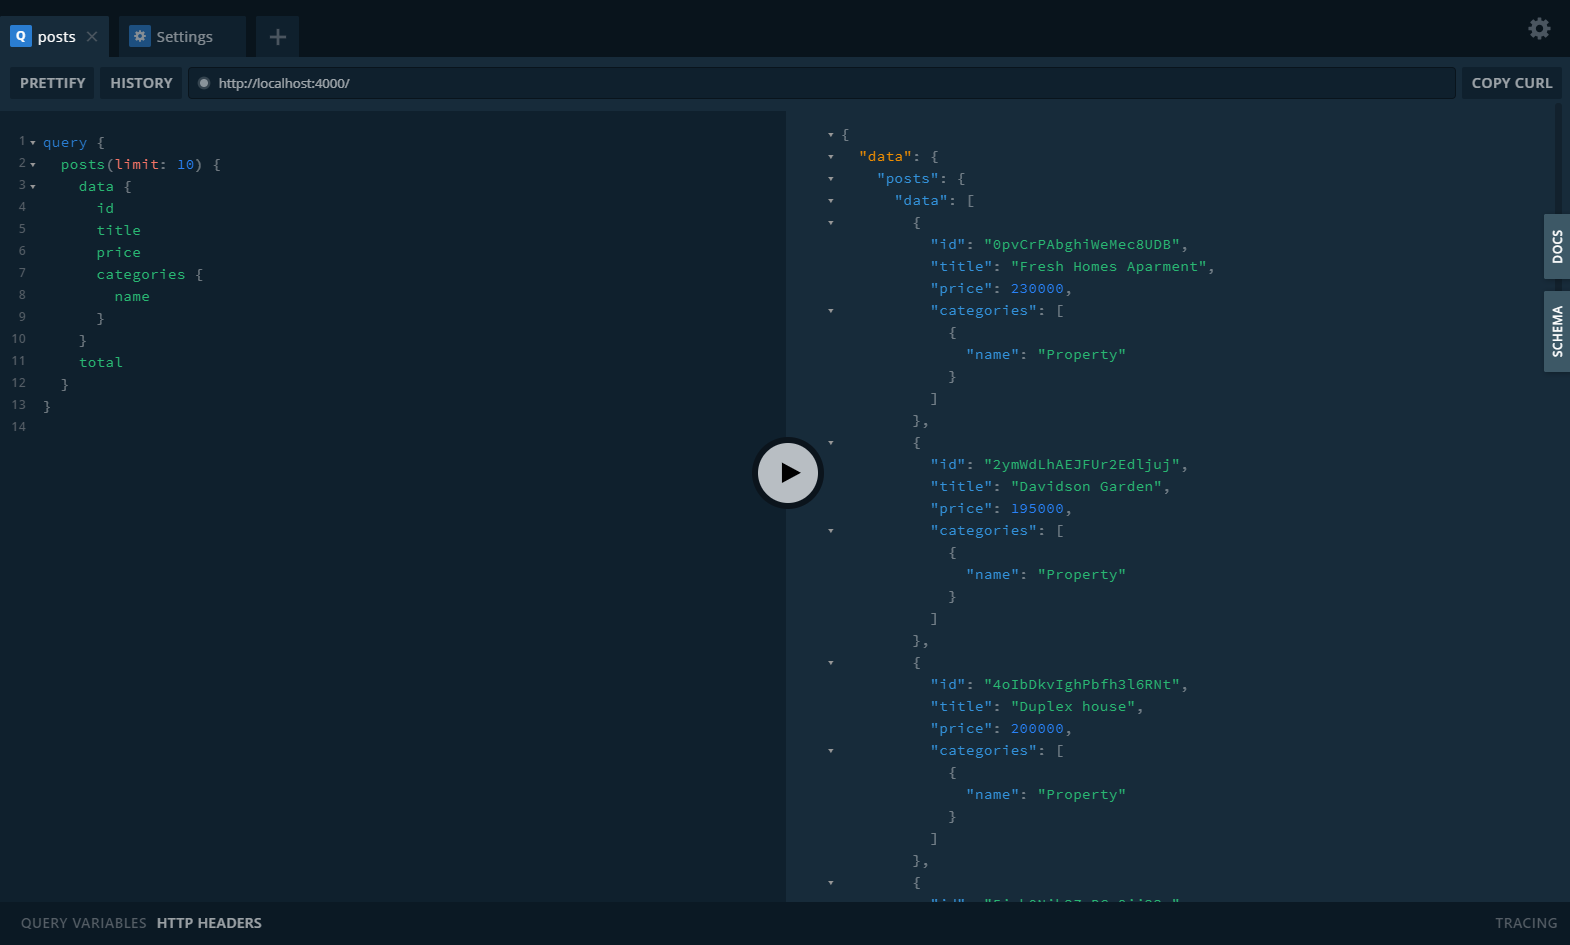 posts
Settings
PRETTIFY HISTORY http://localhost:4000/ COPY CURL
1 query {
2 posts(limit: 10) {
3 data {
4 id
5 title
6 price
7 categories {
8 name
9 }
10 }
11 total
12 }
13 }
14
{
"data": {
"posts": {
"data": [
{
"id": "0pvCrPAbghiWeMec8UDB",
"title": "Fresh Homes Aparment",
"price": 230000,
"categories": [
{
"name": "Property"
}
]
},
{
"id": "2ymWdLhAEJFUr2Edljuj",
"title": "Davidson Garden",
"price": 195000,
"categories": [
{
"name": "Property"
}
]
},
{
"id": "4oIbDkvIghPbfh3l6RNt",
"title": "Duplex house",
"price": 200000,
"categories": [
{
"name": "Property"
}
]
},
{
DOCS
SCHEMA
QUERY VARIABLES HTTP HEADERS
TRACING